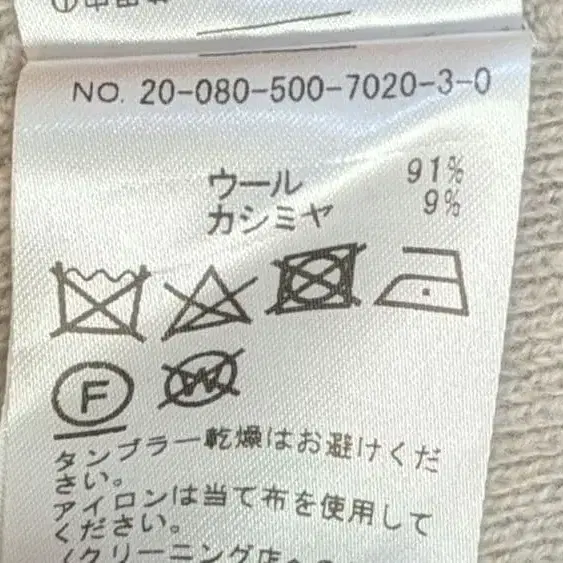 NO. 20-080-500-7020-3-0
ウール 91%
カシミヤ 9%
F
W
タンブラー乾燥はお避けくだ
さい。
アイロンは当て布を使用して
ください。